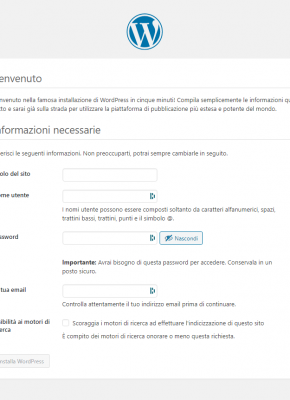 envenuto
envenuto nella famosa installazione di WordPress in cinque minuti! Compila semplicemente le informazioni qu
tto e sarai già sulla strada per utilizzare la piattaforma di pubblicazione più estesa e potente del mondo.
formazioni necessarie
erisci le seguenti informazioni. Non preoccuparti, potrai sempre cambiarle in seguito.
olo del sito
ome utente
I nomi utente possono essere composti soltanto da caratteri alfanumerici, spazi,
trattini bassi, trattini, punti e il simbolo @.
ssword
Nascondi
Importante: Avrai bisogno di questa password per accedere. Conservala in un
posto sicuro.
tua email
Controlla attentamente il tuo indirizzo email prima di continuare.
sibilità ai motori di
erca
Scoraggia i motori di ricerca ad effettuare l'indicizzazione di questo sito
È compito dei motori di ricerca onorare o meno questa richiesta.
nstalla WordPress